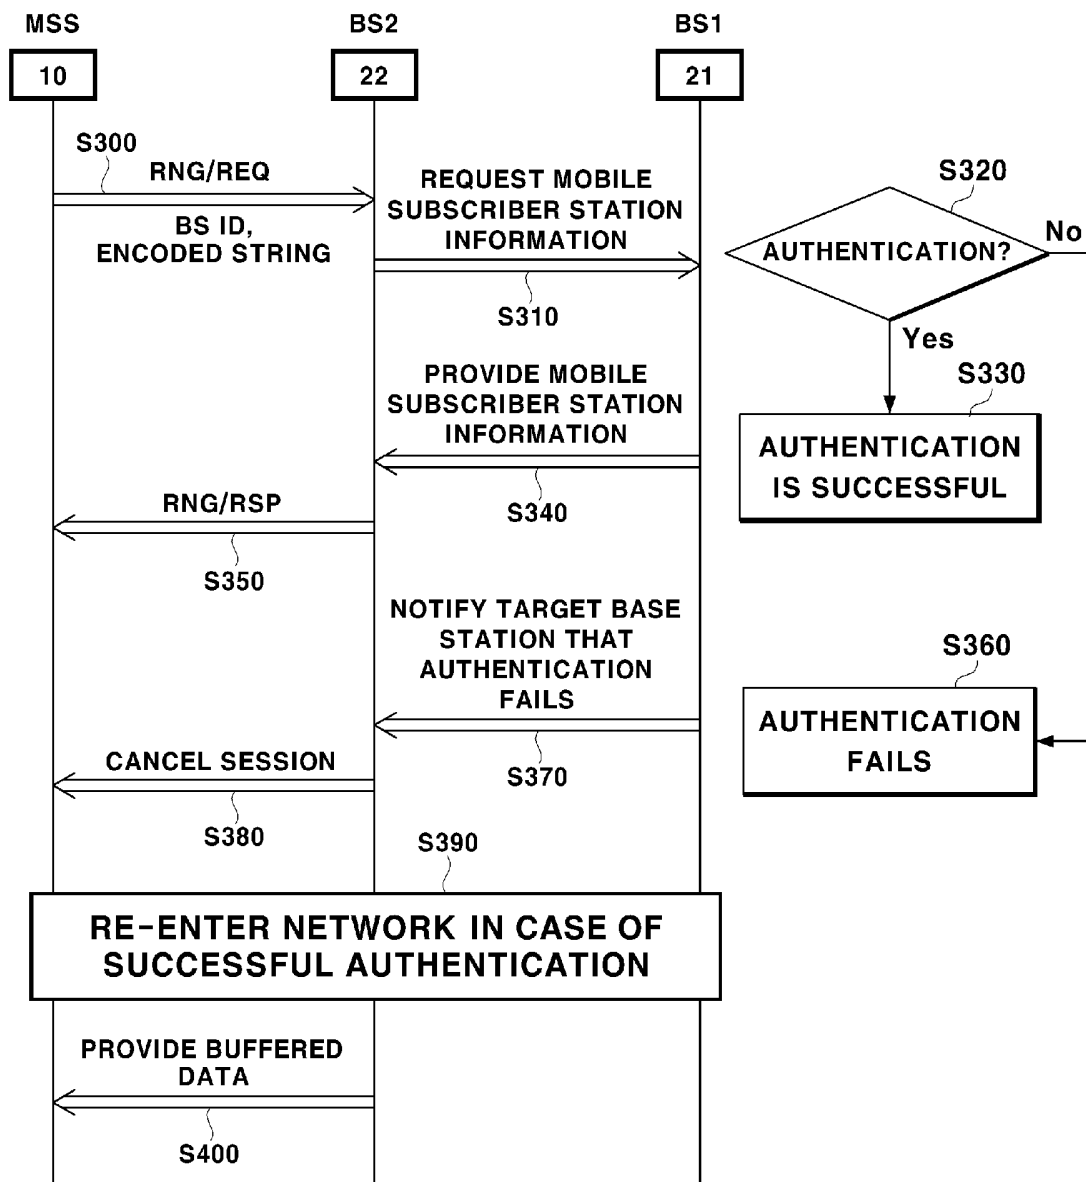 MSS
BS2
BS1
10
22
21
S300
RNG/REQ
BS ID,
ENCODED STRING
REQUEST MOBILE
SUBSCRIBER STATION
INFORMATION
S310
S320
AUTHENTICATION?
No
Yes
S330
AUTHENTICATION
IS SUCCESSFUL
PROVIDE MOBILE
SUBSCRIBER STATION
INFORMATION
S340
RNG/RSP
S350
NOTIFY TARGET BASE
STATION THAT
AUTHENTICATION
FAILS
S370
S360
AUTHENTICATION
FAILS
CANCEL SESSION
S380
S390
RE-ENTER NETWORK IN CASE OF
SUCCESSFUL AUTHENTICATION
PROVIDE BUFFERED
DATA
S400